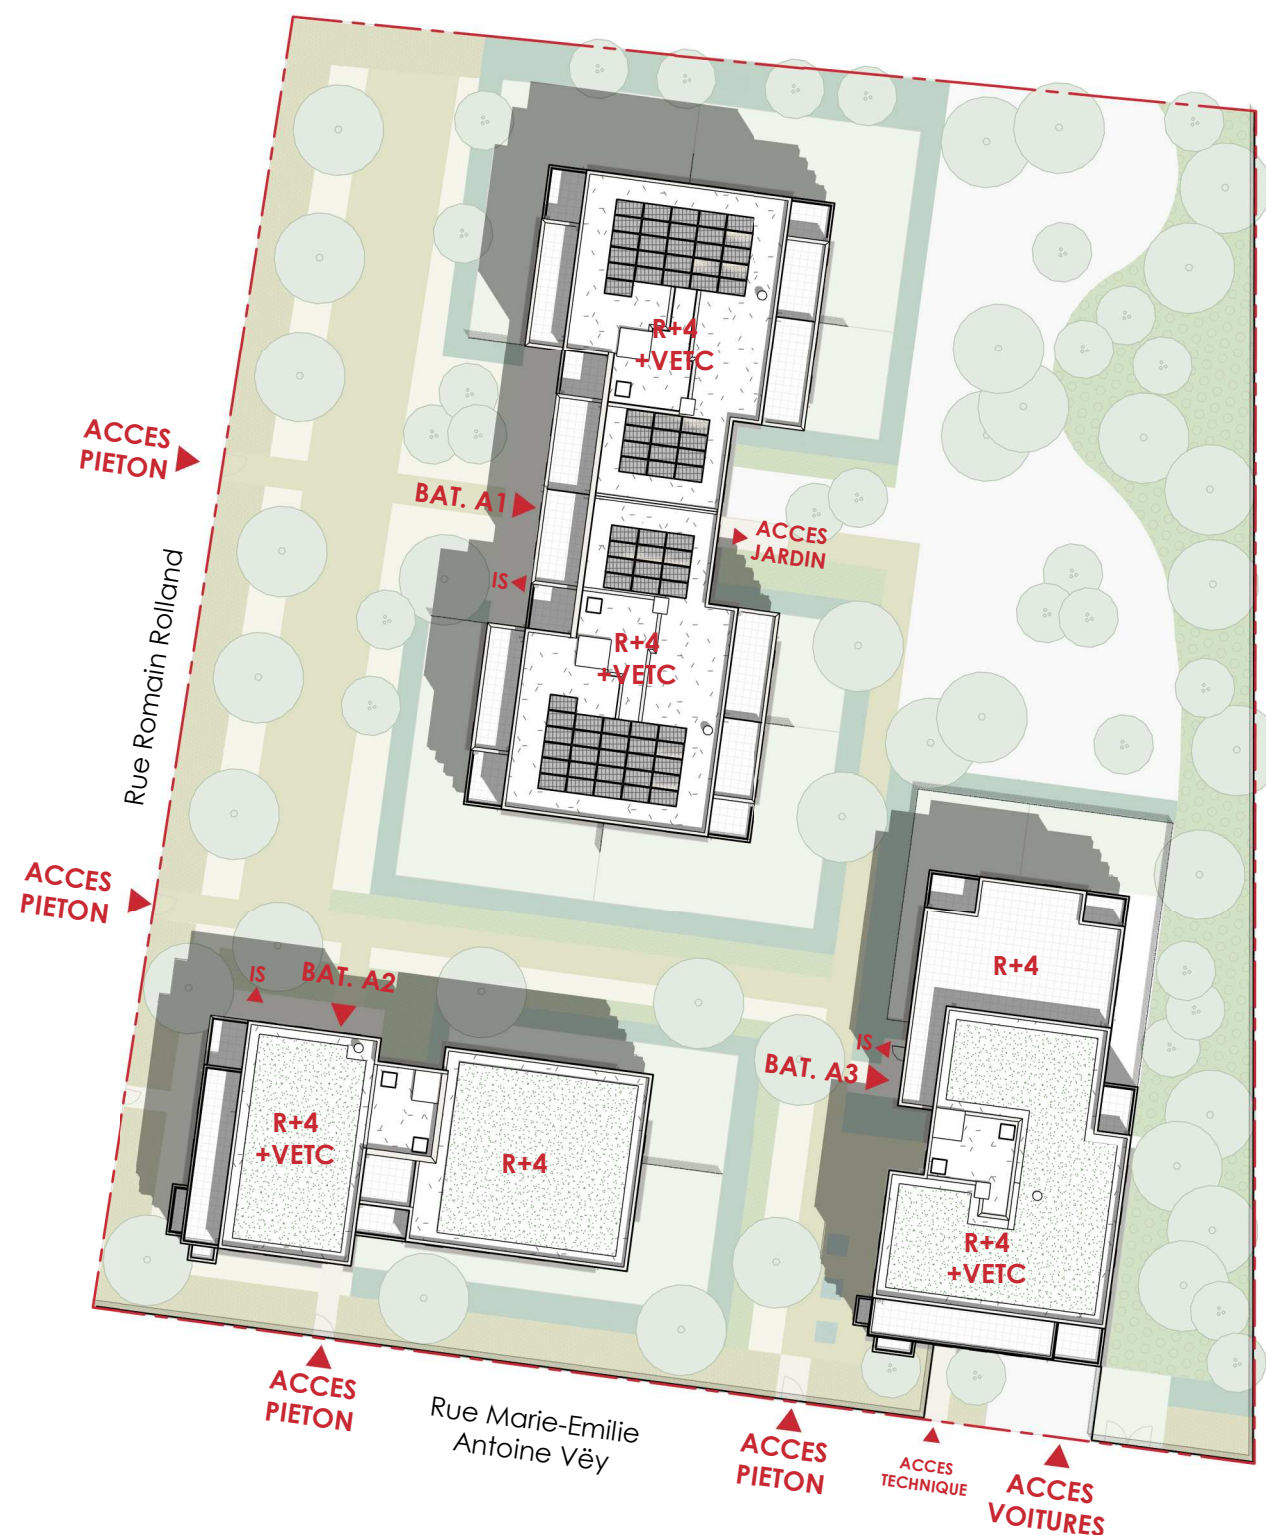 R+4
+VETC
ACCES
PIETON
BAT. A1
ACCES
JARDIN
IS
Rue Romain Rolland
R+4
+VETC
ACCES
PIETON
IS
BAT. A2
R+4
IS
BAT. A3
R+4
+VETC
R+4
R+4
+VETC
ACCES
PIETON
Rue Marie-Emilie
Antoine Vëy
ACCES
PIETON
ACCES
TECHNIQUE
ACCES
VOITURES